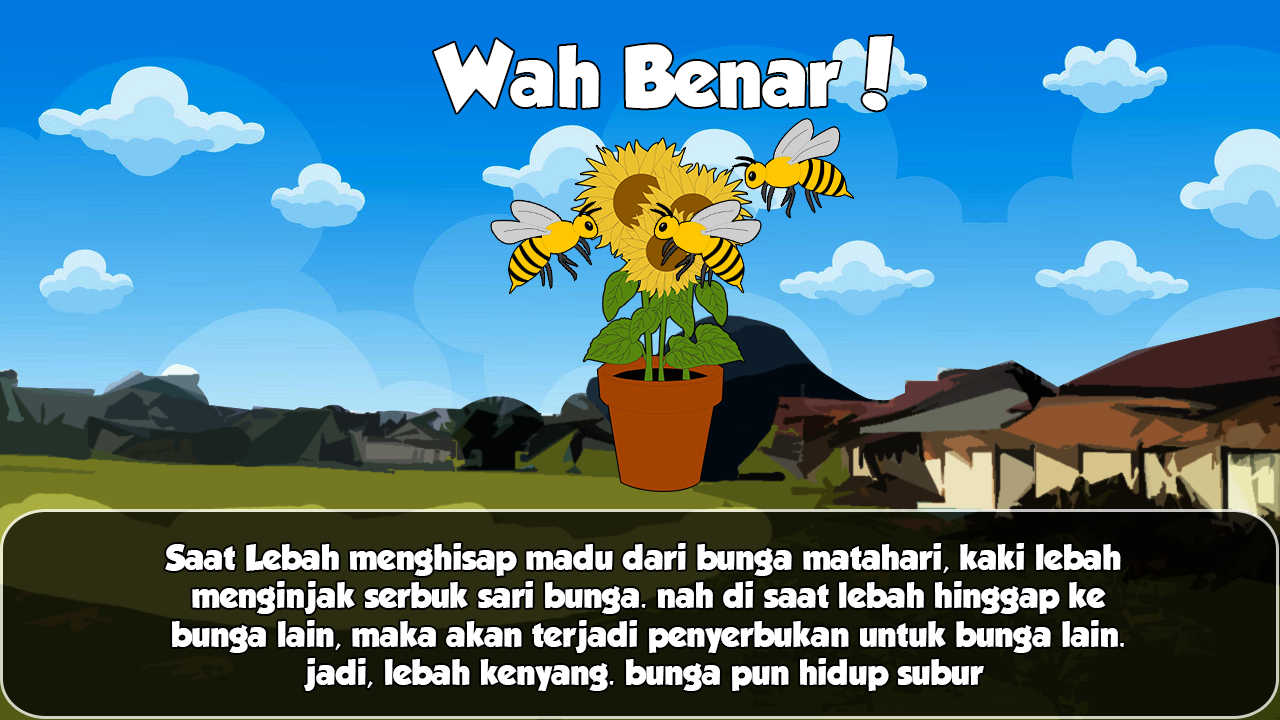 Wah Benar !
Saat Lebah menghisap madu dari bunga matahari, kaki lebah
menginjak serbuk sari bunga. nah di saat lebah hinggap ke
bunga lain, maka akan terjadi penyerbukan untuk bunga lain.
jadi, lebah kenyang. bunga pun hidup subur